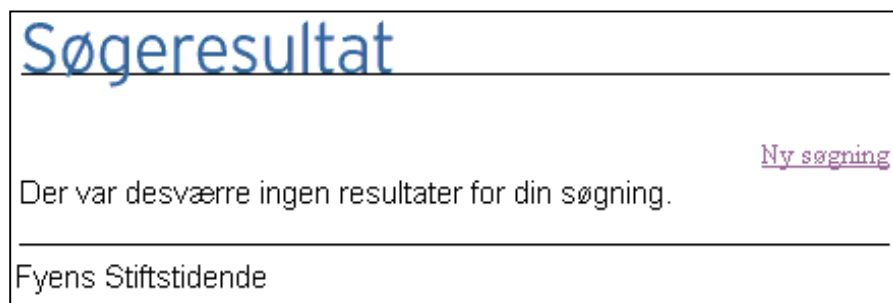 Søgeresultat
Ny søgning
Der var desværre ingen resultater for din søgning.
Fyens Stiftstidende